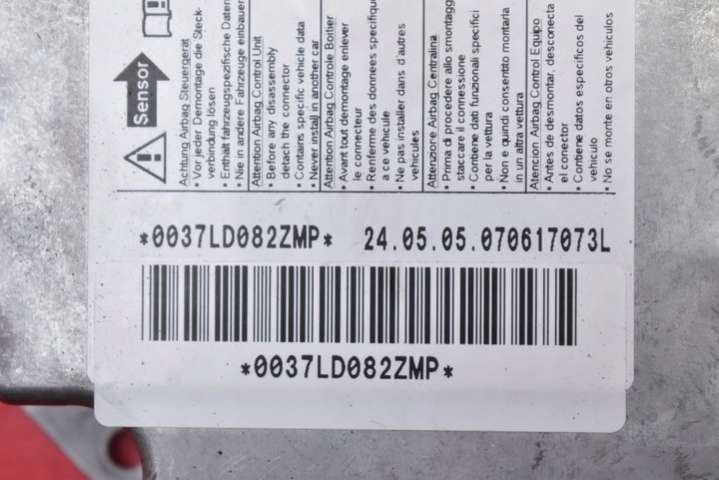 Sensor
Achtung Airbag Steuergerät
• Vor jeder Demontage die Steck-
verbindung lösen
• Enthält fahrzeugspezifische Daten
• Nie in andere Fahrzeuge einbauen
Attention Airbag Control Unit
• Before any disassembly
detach the connector
• Contains specific vehicle data
• Never install in another car
Attention Airbag Controle Boitier
• Avant tout demontage enlever
le connecteur
• Renferme des donnees specifiqu
a ce vehicule
• Ne pas installer dans d'autres
vehicules
Attenzione Airbag Centralina
• Prima di procedere allo smontagg
staccare il connessione
• Contiene dati funzionali specifici
per la vettura
• Non e quindi consentito montaria
in un altra vettura
Atencion Airbag Control Equipo
• Antes de desmontar, desconecta
el conector
• Contiene datos especificos del
vehiculo
• No se monte en otros vehiculos
*0037LD082ZMP* 24.05.05.070617073L
*0037LD082ZMP*